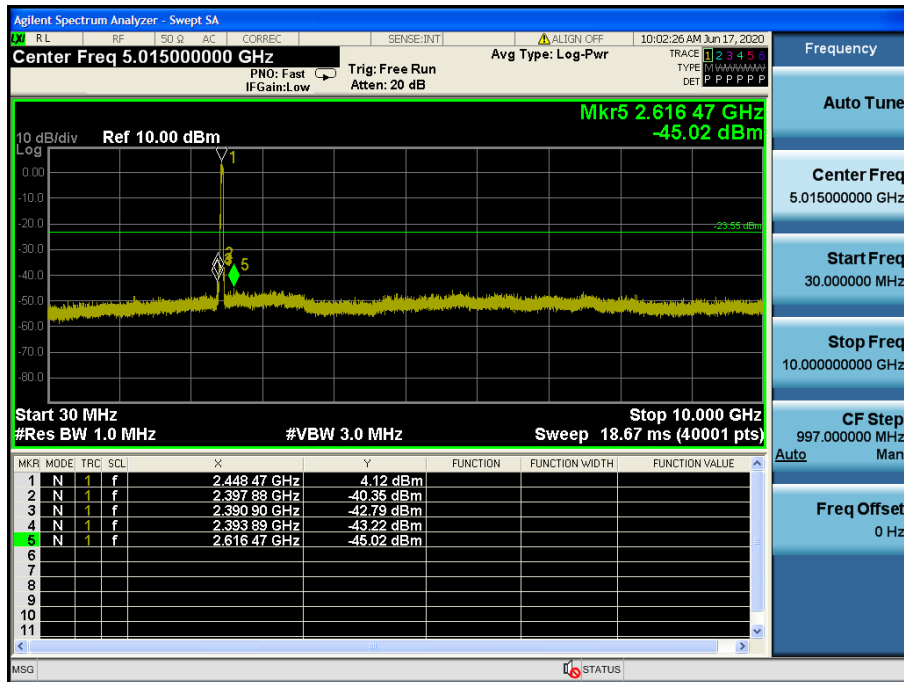 Agilent Spectrum Analyzer - Swept SA
LXI RL RF 50 Ω AC CORREC SENSE:INT ALIGN OFF 10:02:26 AM Jun 17, 2020
Center Freq 5.015000000 GHz
PNO: Fast
IFGain:Low
Trig: Free Run
Atten: 20 dB
Avg Type: Log-Pwr
TRACE 1 2 3 4 5 6
TYPE M WWWWW
DET P P P P P P
Mkr5 2.616 47 GHz
-45.02 dBm
10 dB/div Ref 10.00 dBm
Log
0.00
-10.0
-20.0
-30.0
-40.0
-50.0
-60.0
-70.0
-80.0
1
2
5
-23.55 dBm
Start 30 MHz Stop 10.000 GHz
#Res BW 1.0 MHz #VBW 3.0 MHz Sweep 18.67 ms (40001 pts)
MKR MODE TRC SCL X Y FUNCTION FUNCTION WIDTH FUNCTION VALUE
1 N 1 f 2.448 47 GHz 4.12 dBm
2 N 1 f 2.397 88 GHz -40.35 dBm
3 N 1 f 2.390 90 GHz -42.79 dBm
4 N 1 f 2.393 89 GHz -43.22 dBm
5 N 1 f 2.616 47 GHz -45.02 dBm
6
7
8
9
10
11
MSG STATUS
Frequency
Auto Tune
Center Freq
5.015000000 GHz
Start Freq
30.000000 MHz
Stop Freq
10.000000000 GHz
CF Step
997.000000 MHz
Auto Man
Freq Offset
0 Hz